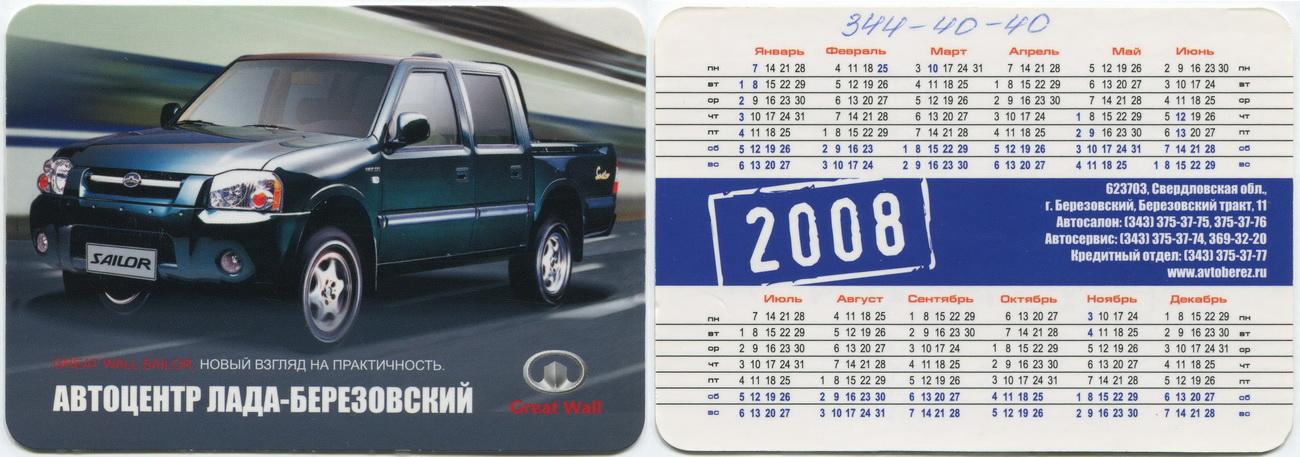 SAILOR
Sailor
GREAT WALL SAILOR. НОВЫЙ ВЗГЛЯД НА ПРАКТИЧНОСТЬ.
АВТОЦЕНТР ЛАДА-БЕРЕЗОВСКИЙ
Great Wall
344-40-40
Январь Февраль Март Апрель Май Июнь
пн 7 14 21 28 4 11 18 25 3 10 17 24 31 7 14 21 28 5 12 19 26 2 9 16 23 30 пн
вт 1 8 15 22 29 5 12 19 26 4 11 18 25 1 8 15 22 29 6 13 20 27 3 10 17 24 вт
ср 2 9 16 23 30 6 13 20 27 5 12 19 26 2 9 16 23 30 7 14 21 28 4 11 18 25 ср
чт 3 10 17 24 31 7 14 21 28 6 13 20 27 3 10 17 24 1 8 15 22 29 5 12 19 26 чт
пт 4 11 18 25 1 8 15 22 29 7 14 21 28 4 11 18 25 2 9 16 23 30 6 13 20 27 пт
сб 5 12 19 26 2 9 16 23 1 8 15 22 29 5 12 19 26 3 10 17 24 31 7 14 21 28 сб
вс 6 13 20 27 3 10 17 24 2 9 16 23 30 6 13 20 27 4 11 18 25 1 8 15 22 29 вс
2008
623703, Свердловская обл.,
г. Березовский, Березовский тракт, 11
Автосалон: (343) 375-37-75, 375-37-76
Автосервис: (343) 375-37-74, 369-32-20
Кредитный отдел: (343) 375-37-77
www.avtoberez.ru
Июль Август Сентябрь Октябрь Ноябрь Декабрь
пн 7 14 21 28 4 11 18 25 1 8 15 22 29 6 13 20 27 3 10 17 24 1 8 15 22 29 пн
вт 1 8 15 22 29 5 12 19 26 2 9 16 23 30 7 14 21 28 4 11 18 25 2 9 16 23 30 вт
ср 2 9 16 23 30 6 13 20 27 3 10 17 24 1 8 15 22 29 5 12 19 26 3 10 17 24 31 ср
чт 3 10 17 24 31 7 14 21 28 4 11 18 25 2 9 16 23 30 6 13 20 27 4 11 18 25 чт
пт 4 11 18 25 1 8 15 22 29 5 12 19 26 3 10 17 24 31 7 14 21 28 5 12 19 26 пт
сб 5 12 19 26 2 9 16 23 30 6 13 20 27 4 11 18 25 1 8 15 22 29 6 13 20 27 сб
вс 6 13 20 27 3 10 17 24 31 7 14 21 28 5 12 19 26 2 9 16 23 30 7 14 21 28 вс